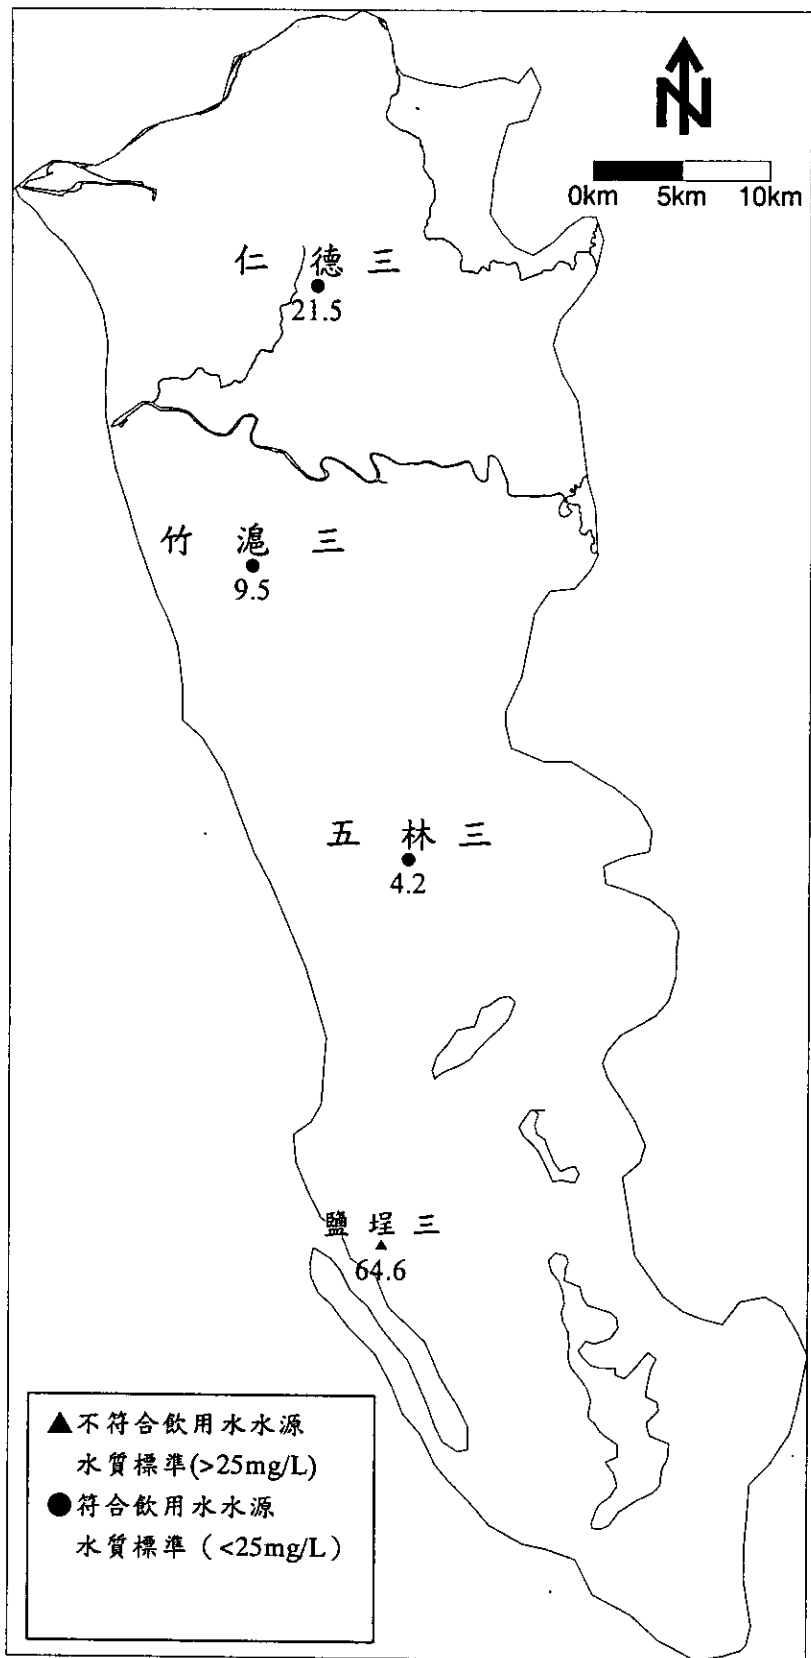 N
0km 5km 10km
仁德三
21.5
竹滬三
9.5
五林三
4.2
鹽埕三
64.6
▲不符合飲用水水源
水質標準(>25mg/L)
●符合飲用水水源
水質標準（<25mg/L）